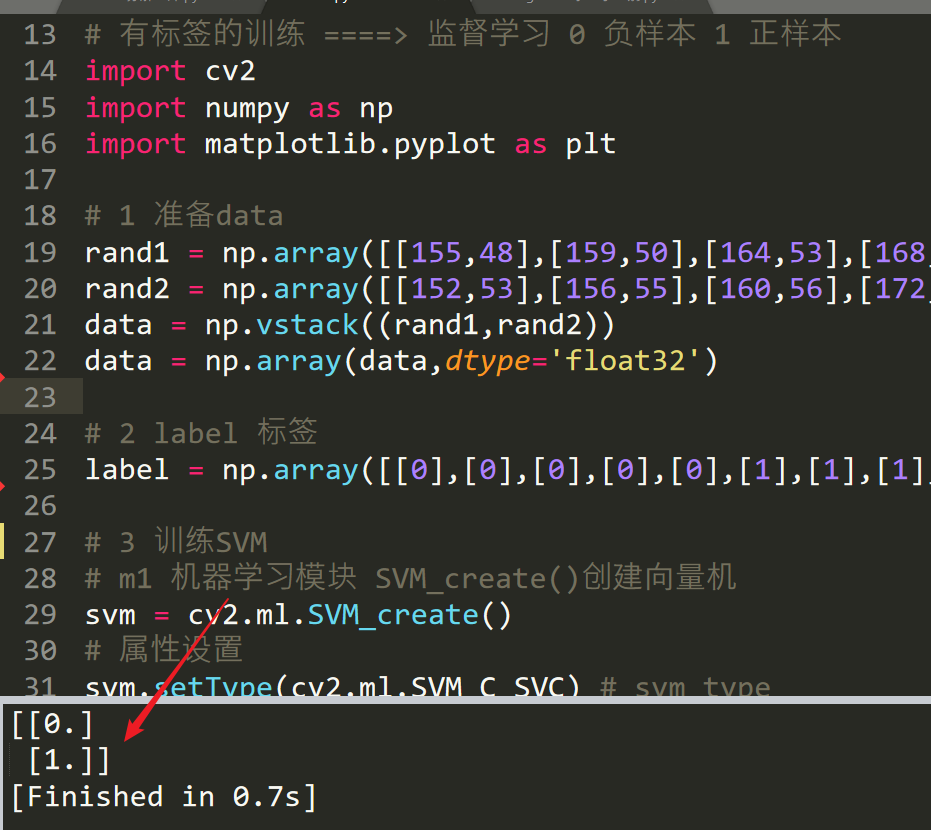 13 # 有标签的训练 ====> 监督学习 0 负样本 1 正样本
14 import cv2
15 import numpy as np
16 import matplotlib.pyplot as plt
17
18 # 1 准备data
19 rand1 = np.array([[155,48],[159,50],[164,53],[168,
20 rand2 = np.array([[152,53],[156,55],[160,56],[172,
21 data = np.vstack((rand1,rand2))
22 data = np.array(data,dtype='float32')
23
24 # 2 label 标签
25 label = np.array([[0],[0],[0],[0],[0],[1],[1],[1],
26
27 # 3 训练SVM
28 # ml 机器学习模块 SVM_create()创建向量机
29 svm = cv2.ml.SVM_create()
30 # 属性设置
31 svm.setType(cv2.ml.SVM_C_SVC) # svm type
[[0.]
[1.]]
[Finished in 0.7s]